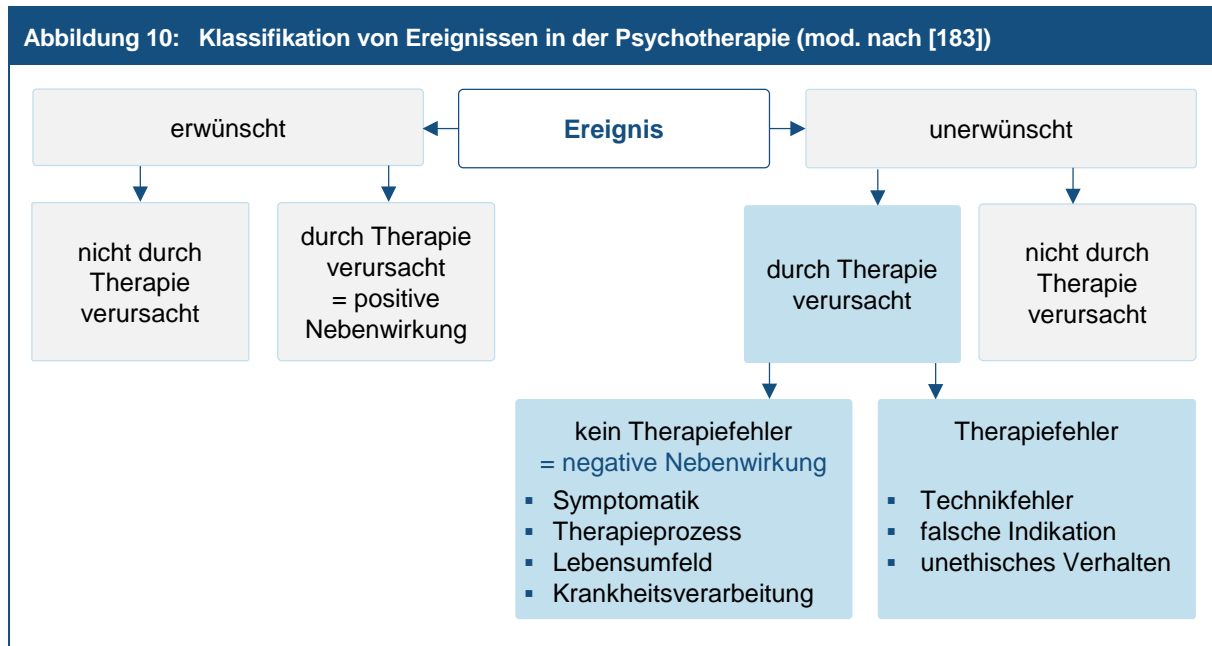 Abbildung 10: Klassifikation von Ereignissen in der Psychotherapie (mod. nach [183])
erwünscht
Ereignis
unerwünscht
nicht durch
Therapie
verursacht
durch Therapie
verursacht
= positive
Nebenwirkung
durch Therapie
verursacht
nicht durch
Therapie
verursacht
kein Therapiefehler
= negative Nebenwirkung
▪ Symptomatik
▪ Therapieprozess
▪ Lebensumfeld
▪ Krankheitsverarbeitung
Therapiefehler
▪ Technikfehler
▪ falsche Indikation
▪ unethisches Verhalten